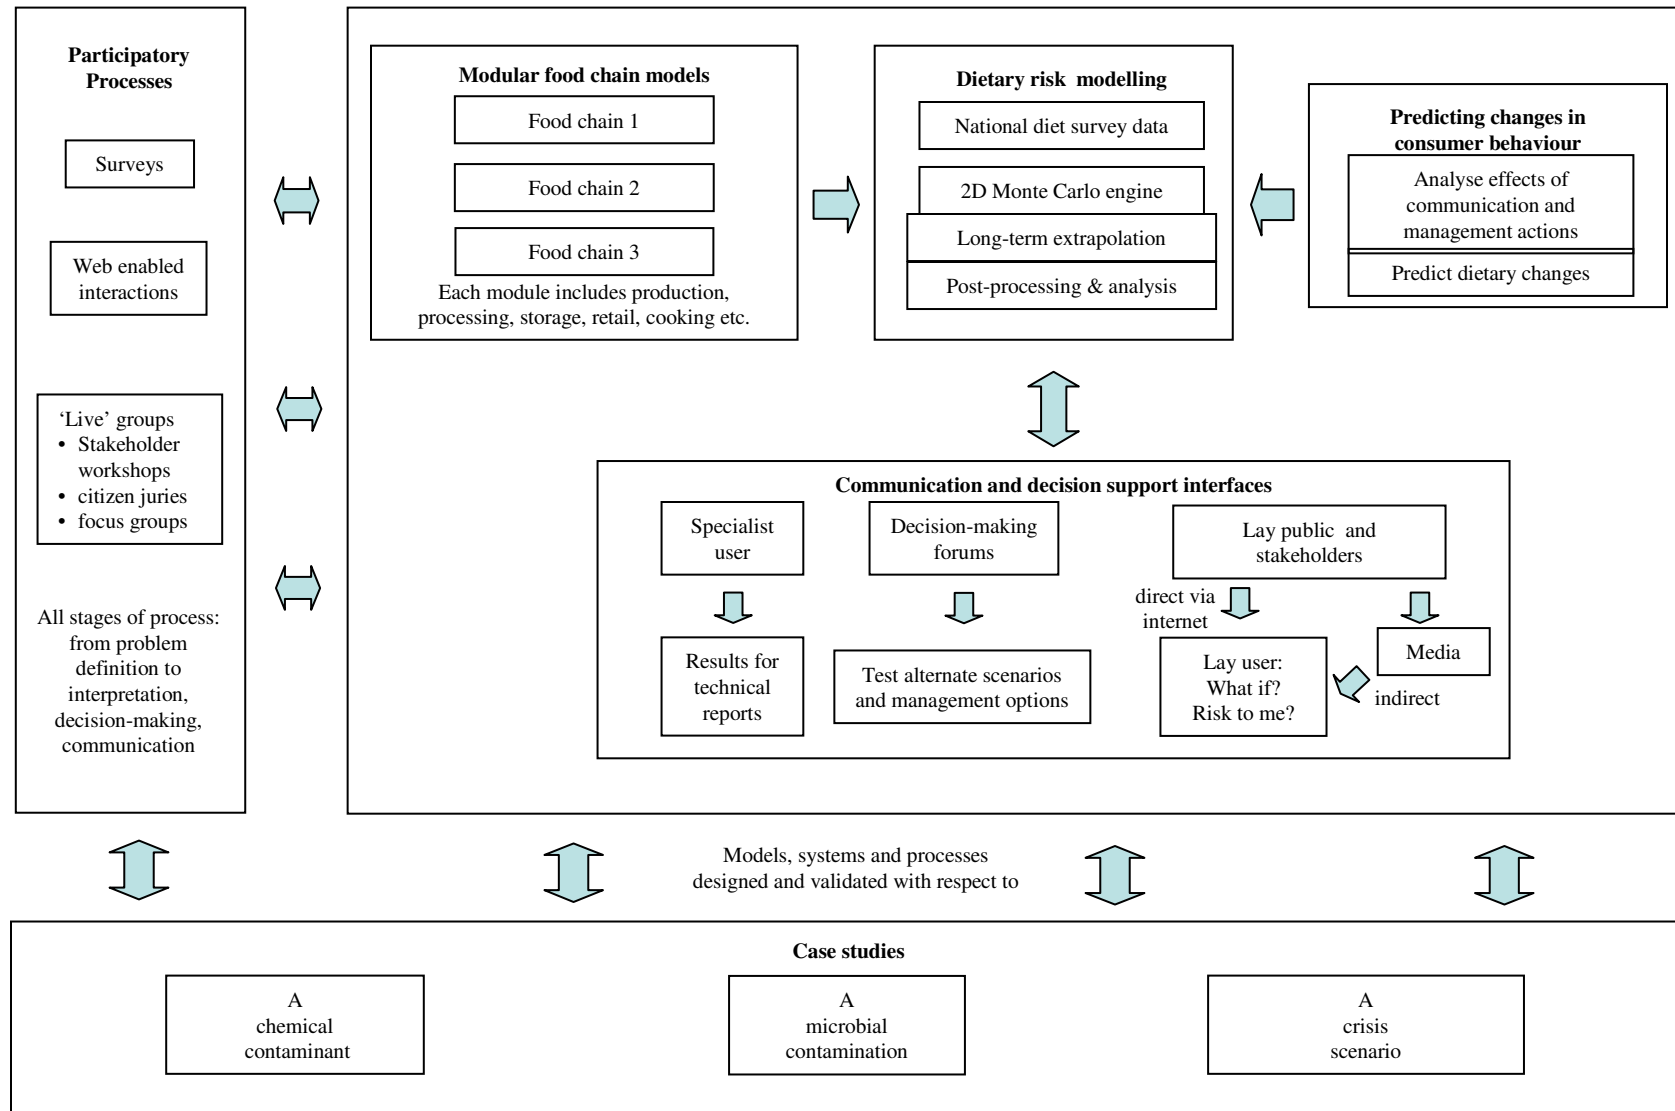 Participatory
Processes
Surveys
Web enabled
interactions
‘Live’ groups
• Stakeholder
workshops
• citizen juries
• focus groups
All stages of process:
from problem
definition to
interpretation,
decision-making,
communication
Modular food chain models
Food chain 1
Food chain 2
Food chain 3
Each module includes production,
processing, storage, retail, cooking etc.
Dietary risk modelling
National diet survey data
2D Monte Carlo engine
Long-term extrapolation
Post-processing & analysis
Predicting changes in
consumer behaviour
Analyse effects of
communication and
management actions
Predict dietary changes
Communication and decision support interfaces
Specialist
user
Results for
technical
reports
Decision-making
forums
Test alternate scenarios
and management options
Lay public and
stakeholders
direct via
internet
Lay user:
What if?
Risk to me?
Media
indirect
Models, systems and processes
designed and validated with respect to
Case studies
A
chemical
contaminant
A
microbial
contamination
A
crisis
scenario